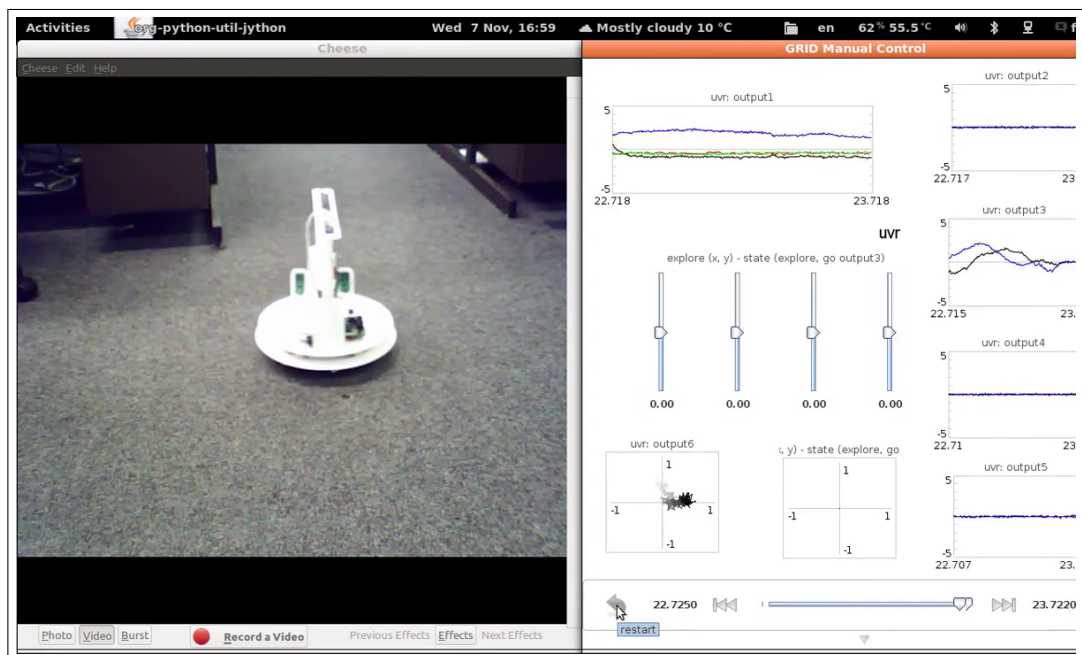 Activities org-python-util-jython Wed 7 Nov, 16:59 Mostly cloudy 10 °C en 62% 55.5°C
Cheese
Cheese Edit Help
Photo Video Burst Record a Video Previous Effects Effects Next Effects
GRID Manual Control
uvr: output1
5
-5
22.718 23.718
uvr: output2
5
-5
22.717 23
uvr
explore (x, y) - state (explore, go output3)
0.00 0.00 0.00 0.00
uvr: output3
5
-5
22.715 23.
uvr: output4
5
-5
22.71 23
uvr: output6
1
-1 1
-1
(, y) - state (explore, go
1
-1 1
-1
uvr: output5
5
-5
22.707 23.
22.7250 23.7220
restart